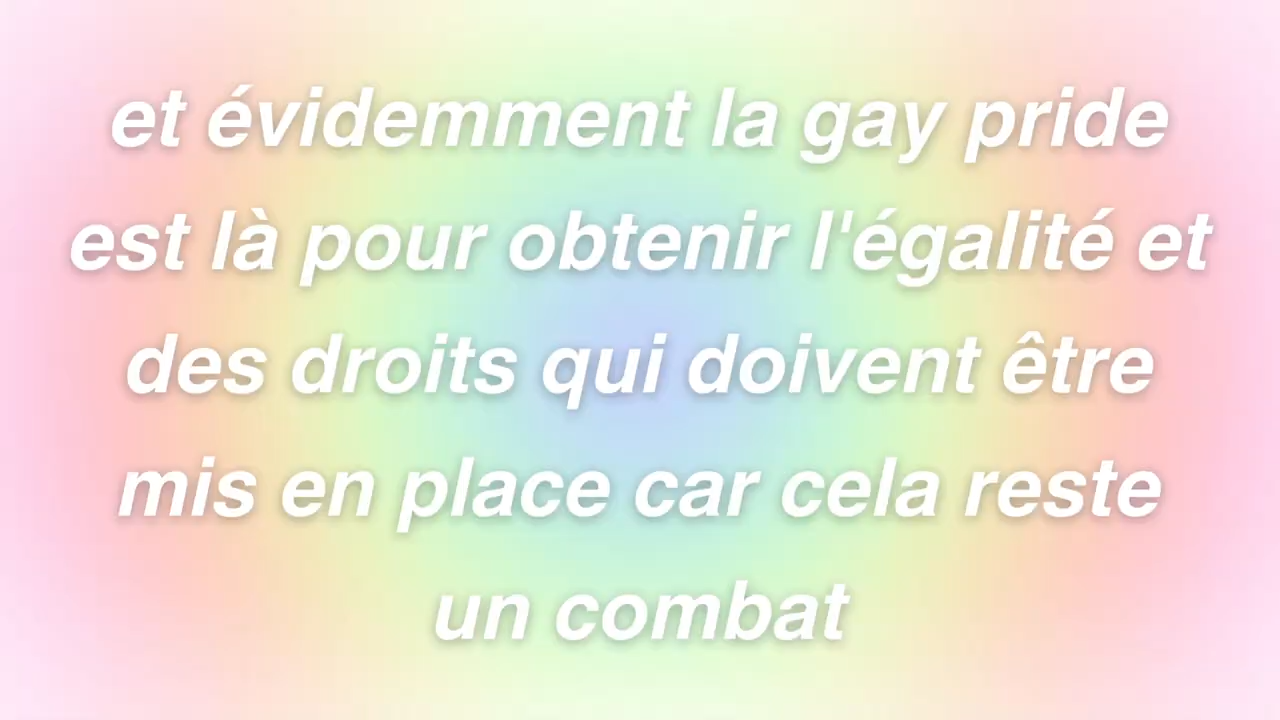 et évidemment la gay pride
est là pour obtenir l'égalité et
des droits qui doivent être
mis en place car cela reste
un combat